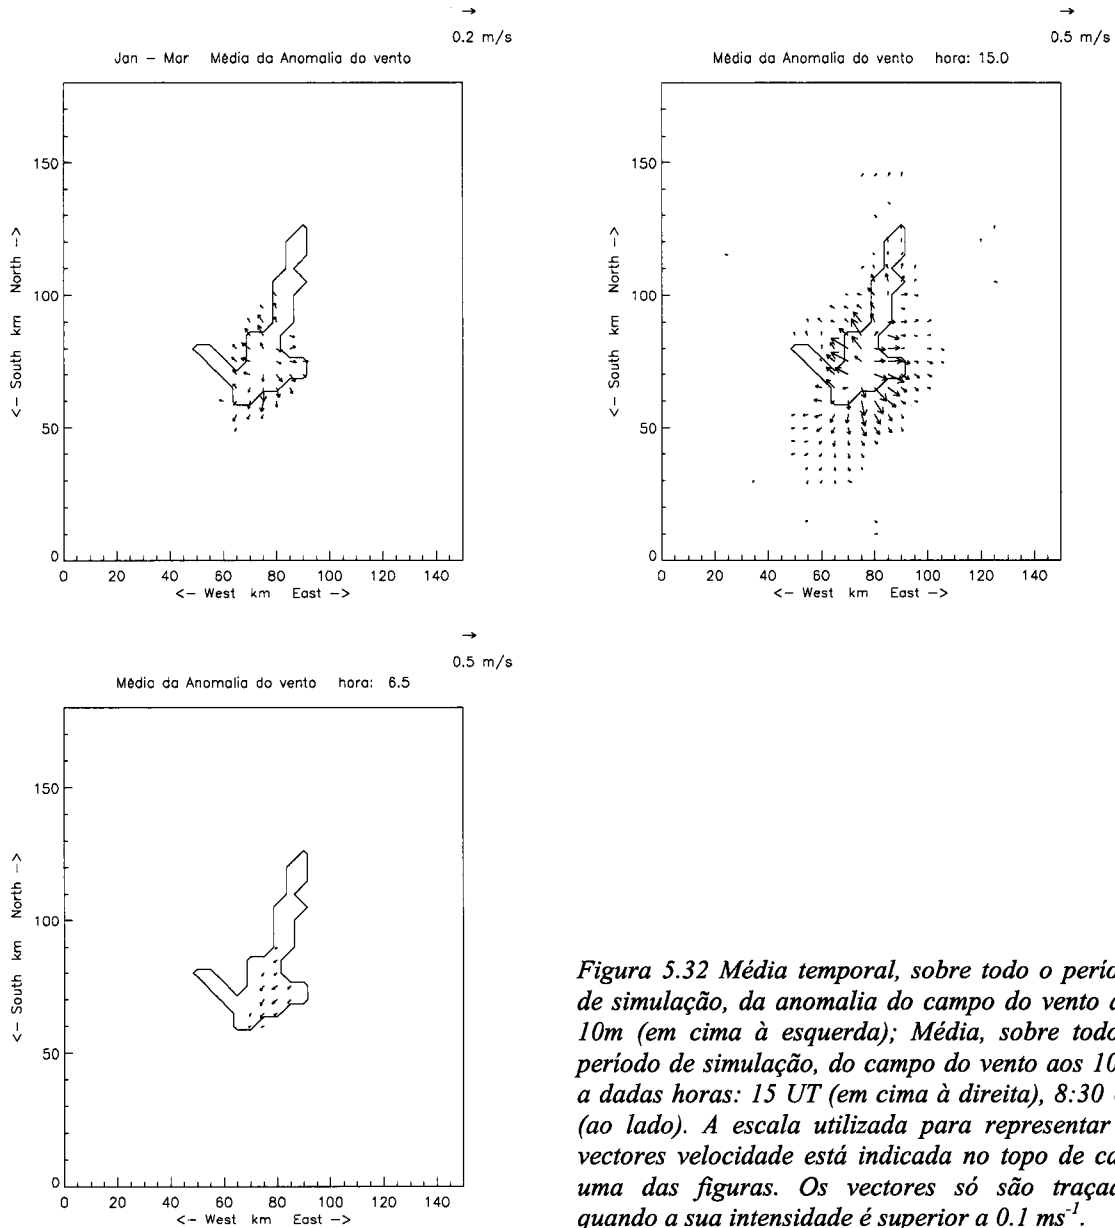 0.2 m/s
Jan – Mar Média da Anomalia do vento
150
100
50
0
<– South km North –>
0 20 40 60 80 100 120 140
<– West km East –>
0.5 m/s
Média da Anomalia do vento hora: 15.0
150
100
50
0
<– South km North –>
0 20 40 60 80 100 120 140
<– West km East –>
0.5 m/s
Média da Anomalia do vento hora: 6.5
150
100
50
0
<– South km North –>
0 20 40 60 80 100 120 140
<– West km East –>
Figura 5.32 Média temporal, sobre todo o perío
de simulação, da anomalia do campo do vento a
10m (em cima à esquerda); Média, sobre todo
período de simulação, do campo do vento aos 10
a dadas horas: 15 UT (em cima à direita), 8:30
(ao lado). A escala utilizada para representar
vectores velocidade está indicada no topo de ca
uma das figuras. Os vectores só são traça
quando a sua intensidade é superior a 0.1 ms⁻¹.